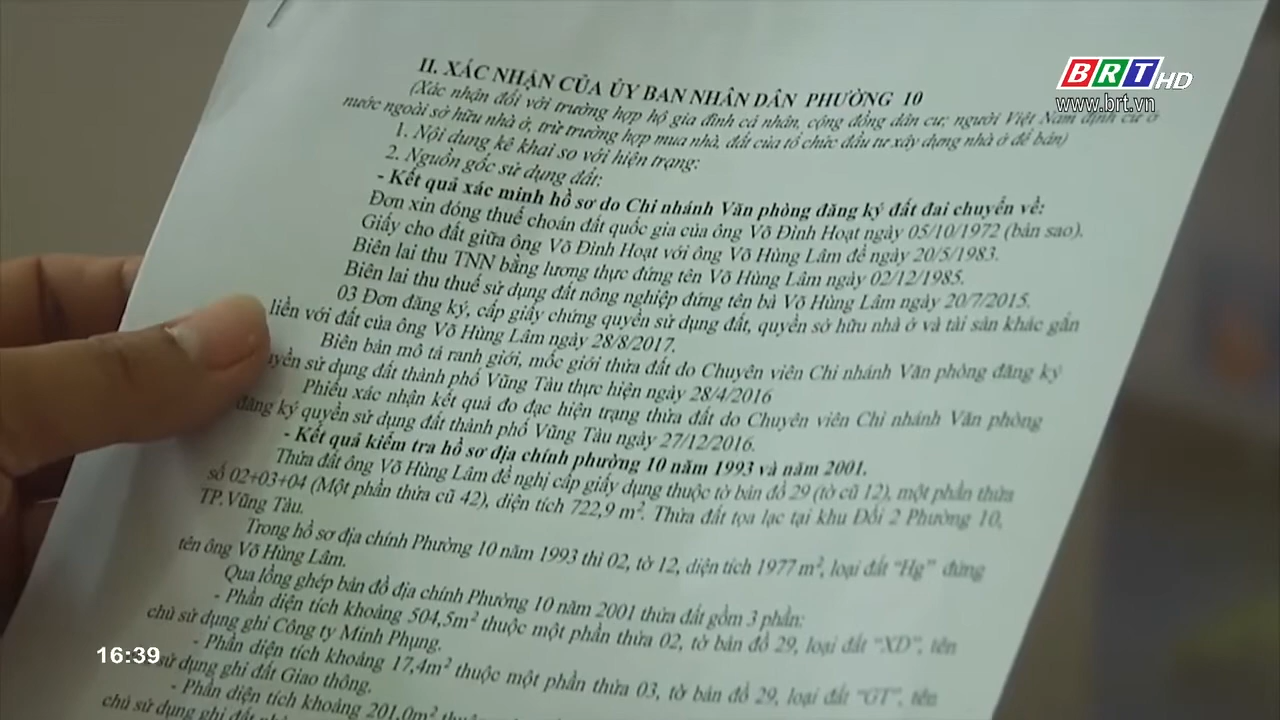 BRT HD
www.brt.vn
II. XÁC NHẬN CỦA ỦY BAN NHÂN DÂN PHƯỜNG 10
(Xác nhận đối với trường hợp hộ gia đình cá nhân, cộng đồng dân cư; người Việt Nam định cư ở
nước ngoài sở hữu nhà ở, trừ trường hợp mua nhà, đất của tổ chức đầu tư xây dựng nhà ở để bán)
1. Nội dung kê khai so với hiện trạng:
2. Nguồn gốc sử dụng đất:
- Kết quả xác minh hồ sơ do Chi nhánh Văn phòng đăng ký đất đai chuyển về:
Đơn xin đóng thuế choán đất quốc gia của ông Võ Đình Hoạt ngày 05/10/1972 (bản sao).
Giấy cho đất giữa ông Võ Đình Hoạt với ông Võ Hùng Lâm đề ngày 20/5/1983.
Biên lai thu TNN bằng lương thực đứng tên Võ Hùng Lâm ngày 02/12/1985.
Biên lai thu thuế sử dụng đất nông nghiệp đứng tên bà Võ Hùng Lâm ngày 20/7/2015.
03 Đơn đăng ký, cấp giấy chứng quyền sử dụng đất, quyền sở hữu nhà ở và tài sản khác gắn
liền với đất của ông Võ Hùng Lâm ngày 28/8/2017.
Biên bản mô tả ranh giới, mốc giới thửa đất do Chuyên viên Chi nhánh Văn phòng đăng ký
uyền sử dụng đất thành phố Vũng Tàu thực hiện ngày 28/4/2016
Phiếu xác nhận kết quả đo đạc hiện trạng thửa đất do Chuyên viên Chi nhánh Văn phòng
đăng ký quyền sử dụng đất thành phố Vũng Tàu ngày 27/12/2016.
- Kết quả kiểm tra hồ sơ địa chính phường 10 năm 1993 và năm 2001.
Thửa đất ông Võ Hùng Lâm đề nghị cấp giấy dụng thuộc tờ bản đồ 29 (tờ cũ 12), một phần thửa
số 02+03+04 (Một phần thửa cũ 42), diện tích 722,9 m². Thửa đất tọa lạc tại khu Đồi 2 Phường 10,
TP.Vũng Tàu.
Trong hồ sơ địa chính Phường 10 năm 1993 thì 02, tờ 12, diện tích 1977 m², loại đất “Hg” đứng
tên ông Võ Hùng Lâm.
Qua lồng ghép bản đồ địa chính Phường 10 năm 2001 thửa đất gồm 3 phần:
- Phần diện tích khoảng 504,5m² thuộc một phần thửa 02, tờ bản đồ 29, loại đất “XD”, tên
chủ sử dụng ghi Công ty Minh Phụng.
- Phần diện tích khoảng 17,4m² thuộc một phần thửa 03, tờ bản đồ 29, loại đất “GT”, tên
sử dụng ghi đất Giao thông.
- Phần diện tích khoảng 201,0m² thuộc một
chủ sử dụng ghi đất
16:39